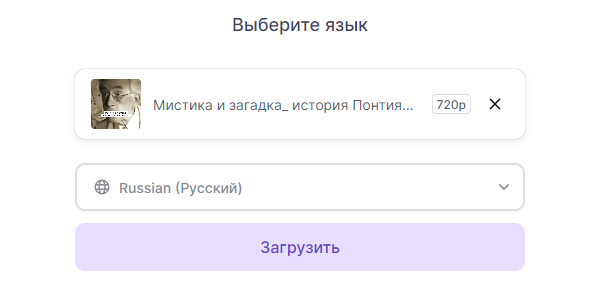 Выберите язык
Мистика и загадка_ история Понтия...
720p
Russian (Русский)
Загрузить